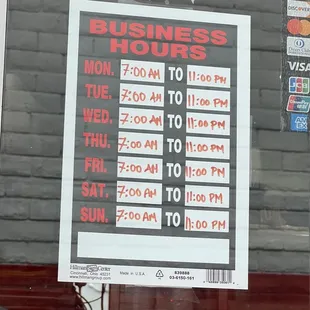 BUSINESS
HOURS
MON. 7:00 AM TO 11:00 PM
TUE. 7:00 AM TO 11:00 PM
WED. 7:00 AM TO 11:00 PM
THU. 7:00 AM TO 11:00 PM
FRI. 7:00 AM TO 11:00 PM
SAT. 7:00 AM TO 11:00 PM
SUN. 7:00 AM TO 11:00 PM
Made in U.S.A.
839888
DISCOVER
VISA